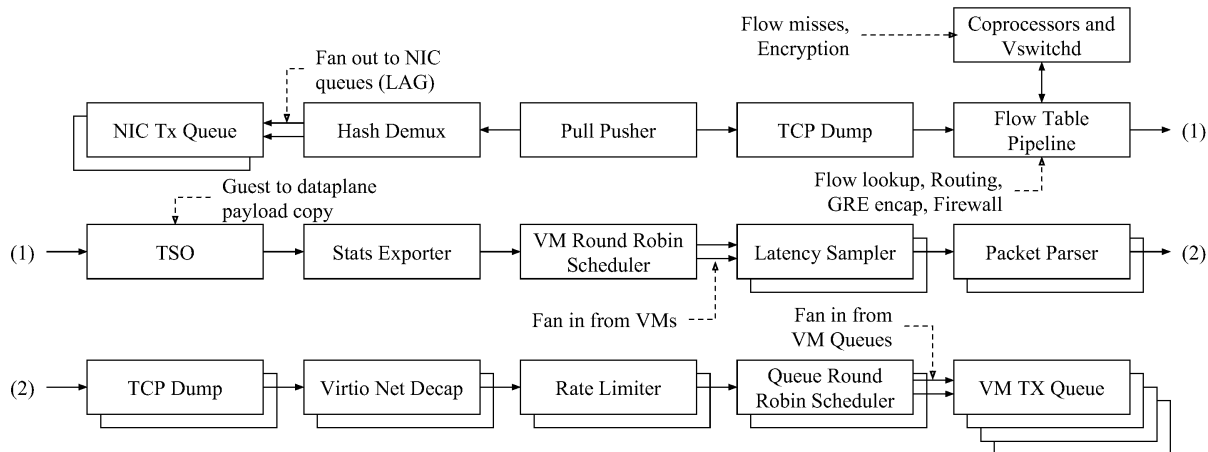 Flow misses,
Encryption
Coprocessors and
Vswitchd
Fan out to NIC
queues (LAG)
NIC Tx Queue
Hash Demux
Pull Pusher
TCP Dump
Flow Table
Pipeline
(1)
Guest to dataplane
payload copy
Flow lookup, Routing,
GRE encap, Firewall
(1)
TSO
Stats Exporter
VM Round Robin
Scheduler
Latency Sampler
Packet Parser
(2)
Fan in from VMs
Fan in from
VM Queues
(2)
TCP Dump
Virtio Net Decap
Rate Limiter
Queue Round
Robin Scheduler
VM TX Queue